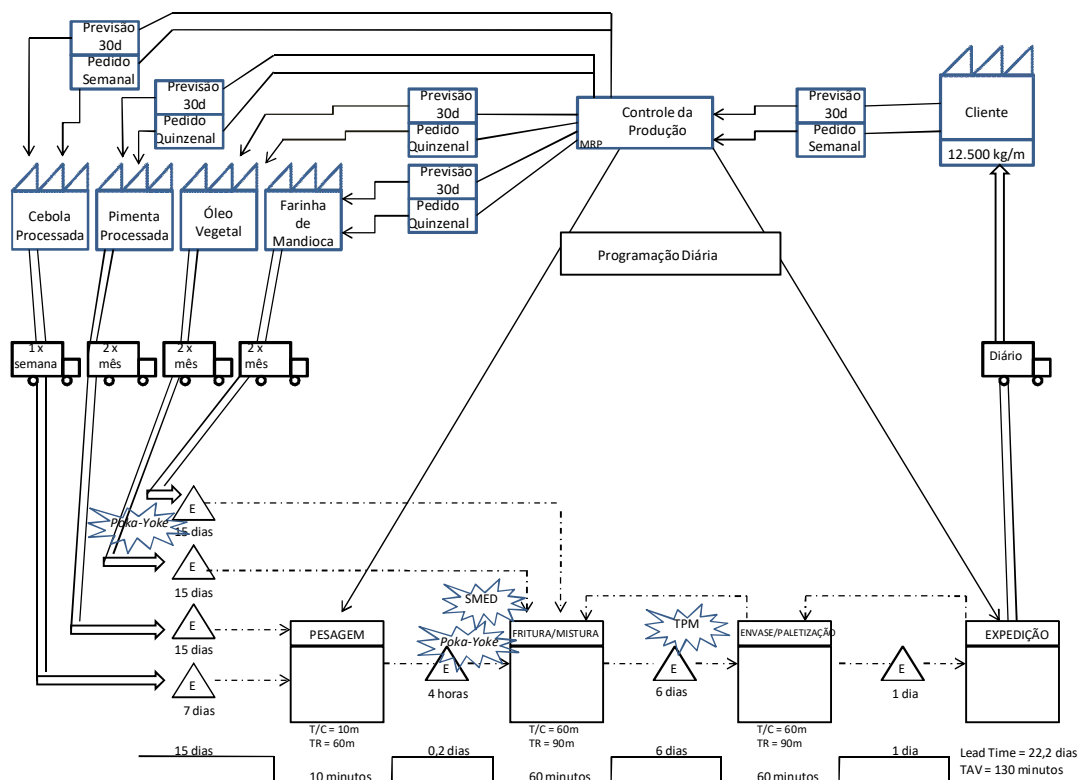 Previsão
30d
Pedido
Semanal
Previsão
30d
Pedido
Quinzenal
Previsão
30d
Pedido
Quinzenal
Previsão
30d
Pedido
Quinzenal
Controle da
Produção
MRP
Previsão
30d
Pedido
Semanal
Cliente
12.500 kg/m
Cebola
Processada
Pimenta
Processada
Óleo
Vegetal
Farinha
de
Mandioca
Programação Diária
1 x
semana
2 x
mês
2 x
mês
2 x
mês
Diário
E
Poka-Yoke
15 dias
E
15 dias
E
15 dias
E
7 dias
PESAGEM
T/C = 10m
TR = 60m
SMED
Poka-Yoke
E
4 horas
FRITURA/MISTURA
T/C = 60m
TR = 90m
TPM
E
6 dias
ENVASE/PALETIZAÇÃO
T/C = 60m
TR = 90m
E
1 dia
EXPEDIÇÃO
15 dias
0,2 dias
6 dias
1 dia
10 minutos
60 minutos
60 minutos
Lead Time = 22,2 dias
TAV = 130 minutos